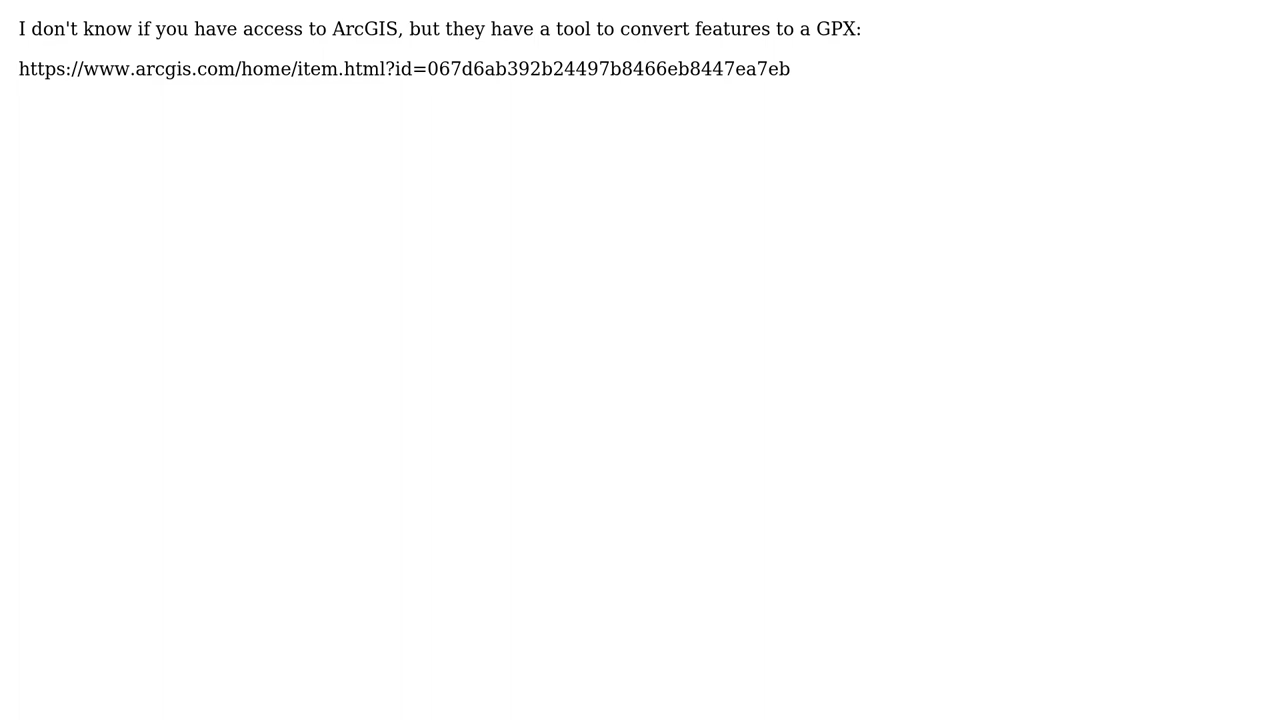 I don't know if you have access to ArcGIS, but they have a tool to convert features to a GPX:
https://www.arcgis.com/home/item.html?id=067d6ab392b24497b8466eb8447ea7eb